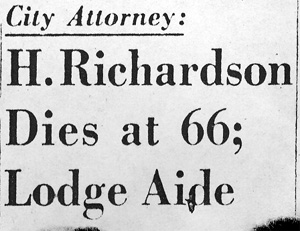 City Attorney:
H. Richardson
Dies at 66;
Lodge Aide